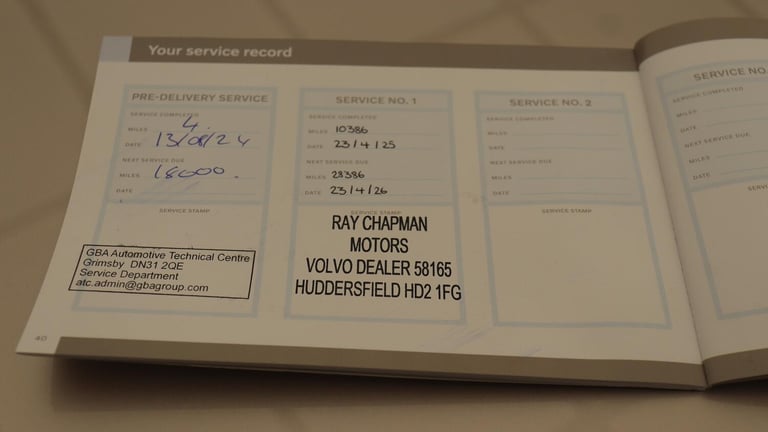 Your service record
PRE-DELIVERY SERVICE
SERVICE COMPLETED
MILES 4
DATE 13/08/24
NEXT SERVICE DUE
MILES 18000.
DATE
SERVICE STAMP
GBA Automotive Technical Centre
Grimsby DN31 2QE
Service Department
atc.admin@gbagroup.com
SERVICE NO. 1
SERVICE COMPLETED
MILES 10386
DATE 23/4/25
NEXT SERVICE DUE
MILES 28386
DATE 23/4/26
SERVICE STAMP
RAY CHAPMAN
MOTORS
VOLVO DEALER 58165
HUDDERSFIELD HD2 1FG
SERVICE NO. 2
SERVICE COMPLETED
MILES
DATE
NEXT SERVICE DUE
MILES
DATE
SERVICE STAMP
SERVICE NO.
SERVICE COMPLETED
MILES
DATE
NEXT SERVICE DUE
MILES
DATE
40